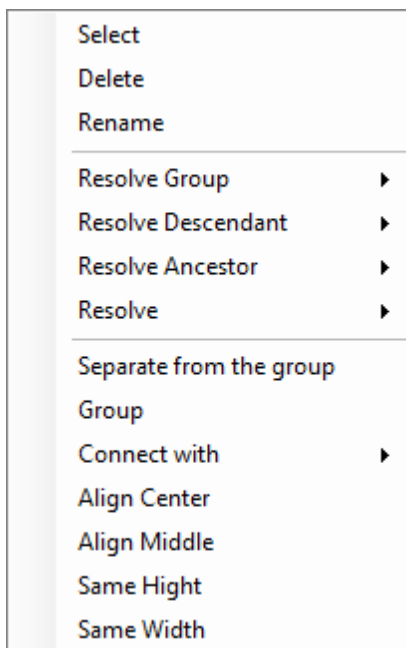 Select
Delete
Rename
Resolve Group
Resolve Descendant
Resolve Ancestor
Resolve
Separate from the group
Group
Connect with
Align Center
Align Middle
Same Hight
Same Width